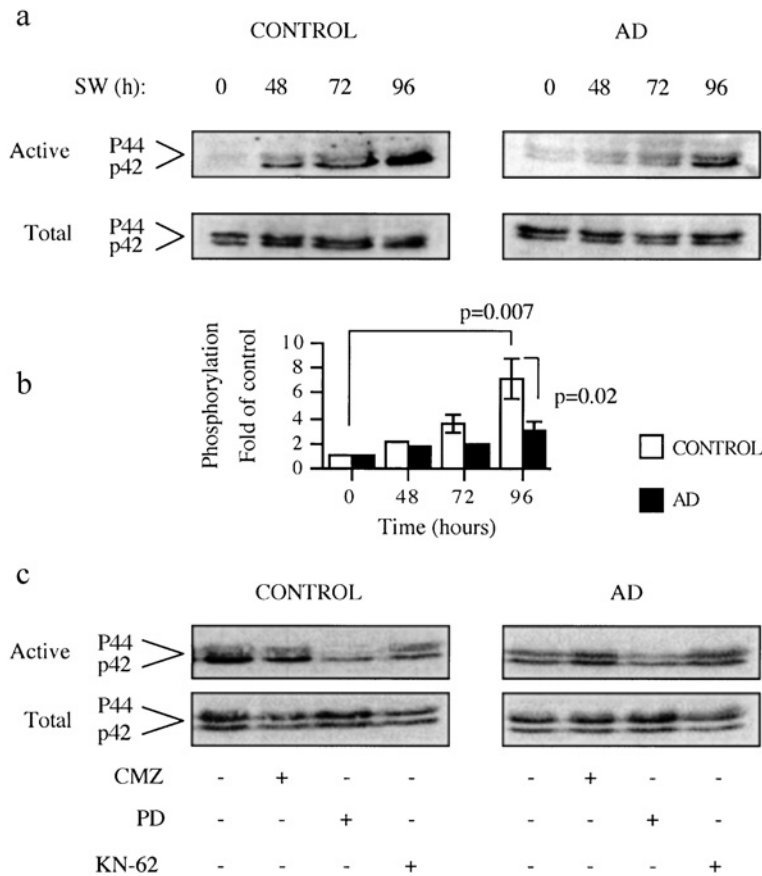 a
CONTROL AD
SW (h): 0 48 72 96 0 48 72 96
Active P44
p42
Total P44
p42
b
Phosphorylation
Fold of control
p=0.007
10
8
6
4
2
0
p=0.02
0 48 72 96
Time (hours)
CONTROL
AD
c
CONTROL AD
Active P44
p42
Total P44
p42
CMZ - + - - - + - -
PD - - + - - - + -
KN-62 - - - + - - - +